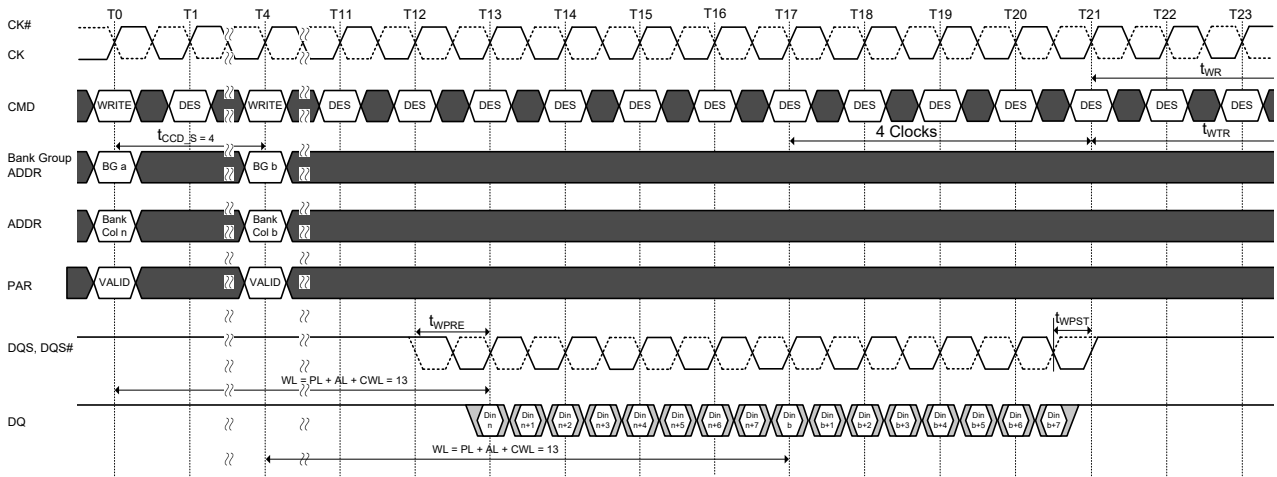 T0 T1 T4 T11 T12 T13 T14 T15 T16 T17 T18 T19 T20 T21 T22 T23
CK#
CK
tWR
CMD WRITE DES WRITE DES DES DES DES DES DES DES DES DES DES DES DES DES
tCCD_S = 4 4 Clocks tWTR
Bank Group
ADDR
BG a BG b
ADDR
Bank
Col n
Bank
Col b
PAR VALID VALID
tWPRE tWPST
DQS, DQS#
WL = PL + AL + CWL = 13
DQ
Din
n
Din
n+1
Din
n+2
Din
n+3
Din
n+4
Din
n+5
Din
n+6
Din
n+7
Din
b
Din
b+1
Din
b+2
Din
b+3
Din
b+4
Din
b+5
Din
b+6
Din
b+7
WL = PL + AL + CWL = 13